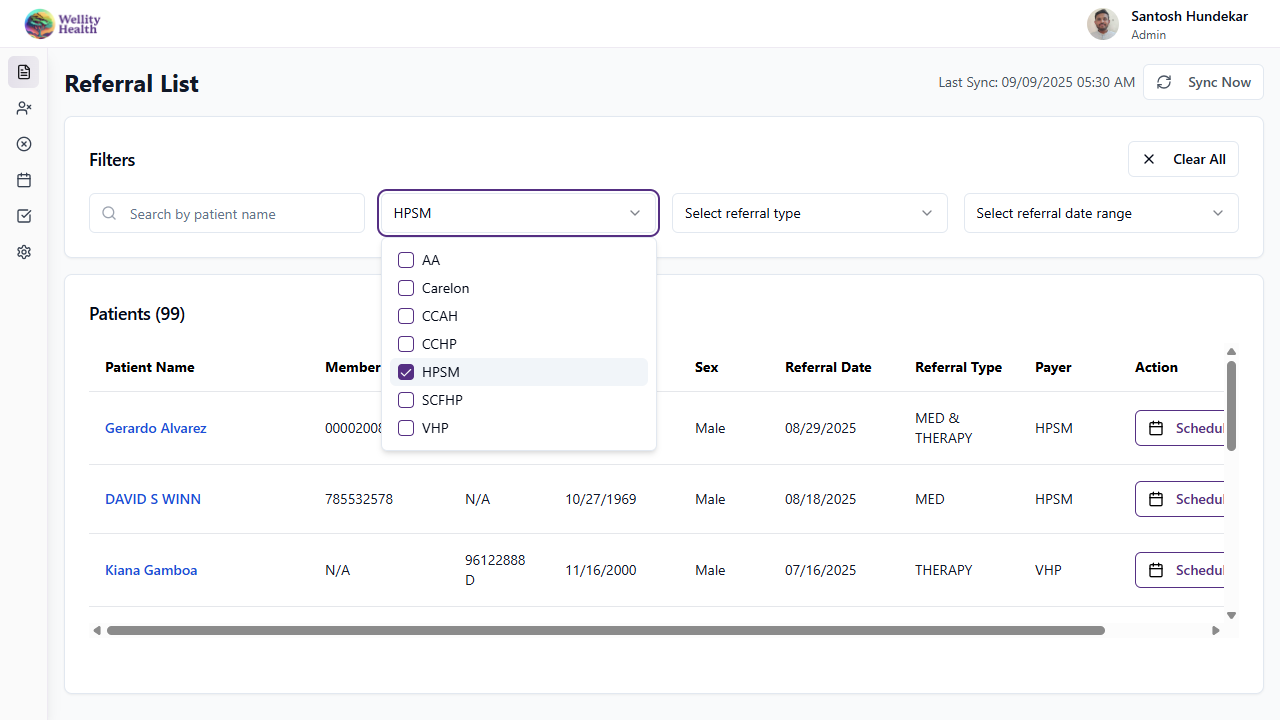 Wellity
Health
Santosh Hundekar
Admin
Referral List
Last Sync: 09/09/2025 05:30 AM
Sync Now
Filters
Clear All
Search by patient name
HPSM
Select referral type
Select referral date range
AA
Carelon
CCAH
CCHP
HPSM
SCFHP
VHP
Patients (99)
Patient Name Member Sex Referral Date Referral Type Payer Action
Gerardo Alvarez 00002008 Male 08/29/2025 MED & THERAPY HPSM Schedul
DAVID S WINN 785532578 N/A 10/27/1969 Male 08/18/2025 MED HPSM Schedul
Kiana Gamboa N/A 96122888D 11/16/2000 Male 07/16/2025 THERAPY VHP Schedul